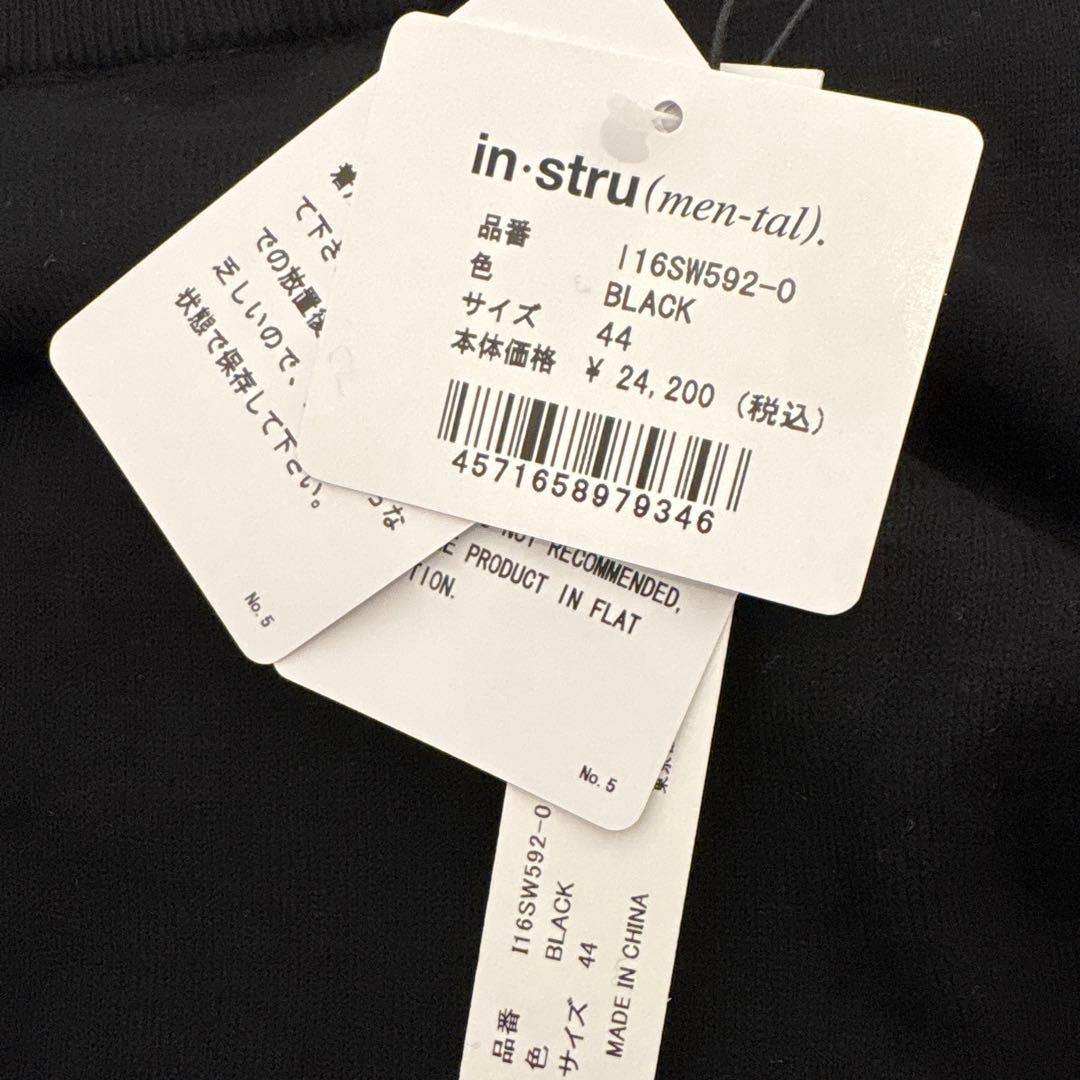 in·stru(men-tal).
品番 I16SW592-0
色 BLACK
サイズ 44
本体価格 ¥ 24,200 (税込)
4571658979346
て下さ
での放置後
乏しいので、
状態で保存して下さい。
No.5
NOT RECOMMENDED,
PRODUCT IN FLAT
No.5
品番 I16SW592-0
色 BLACK
サイズ 44
MADE IN CHINA